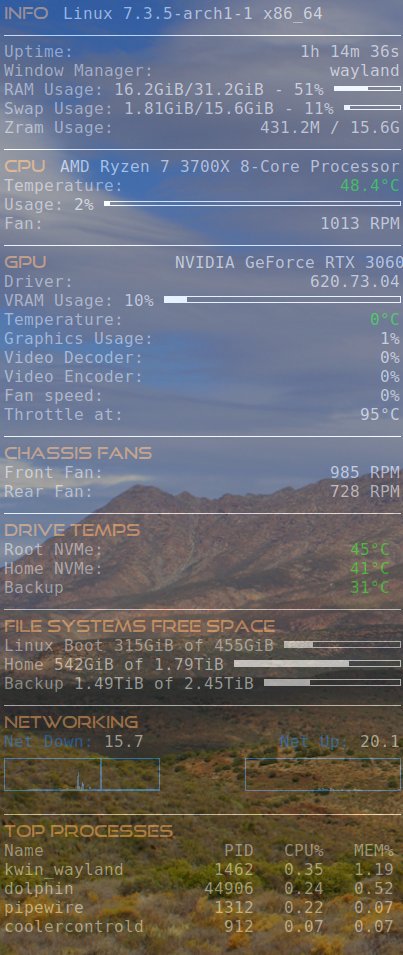 INFO Linux 7.3.5-arch1-1 x86_64
Uptime: 1h 14m 36s
Window Manager: wayland
RAM Usage: 16.2GiB/31.2GiB - 51%
Swap Usage: 1.81GiB/15.6GiB - 11%
Zram Usage: 431.2M / 15.6G
CPU AMD Ryzen 7 3700X 8-Core Processor
Temperature: 48.4°C
Usage: 2%
Fan: 1013 RPM
GPU NVIDIA GeForce RTX 3060
Driver: 620.73.04
VRAM Usage: 10%
Temperature: 0°C
Graphics Usage: 1%
Video Decoder: 0%
Video Encoder: 0%
Fan speed: 0%
Throttle at: 95°C
CHASSIS FANS
Front Fan: 985 RPM
Rear Fan: 728 RPM
DRIVE TEMPS
Root NVMe: 45°C
Home NVMe: 41°C
Backup 31°C
FILE SYSTEMS FREE SPACE
Linux Boot 315GiB of 455GiB
Home 542GiB of 1.79TiB
Backup 1.49TiB of 2.45TiB
NETWORKING
Net Down: 15.7 Net Up: 20.1
TOP PROCESSES
Name PID CPU% MEM%
kwin_wayland 1462 0.35 1.19
dolphin 44906 0.24 0.52
pipewire 1312 0.22 0.07
coolercontrold 912 0.07 0.07